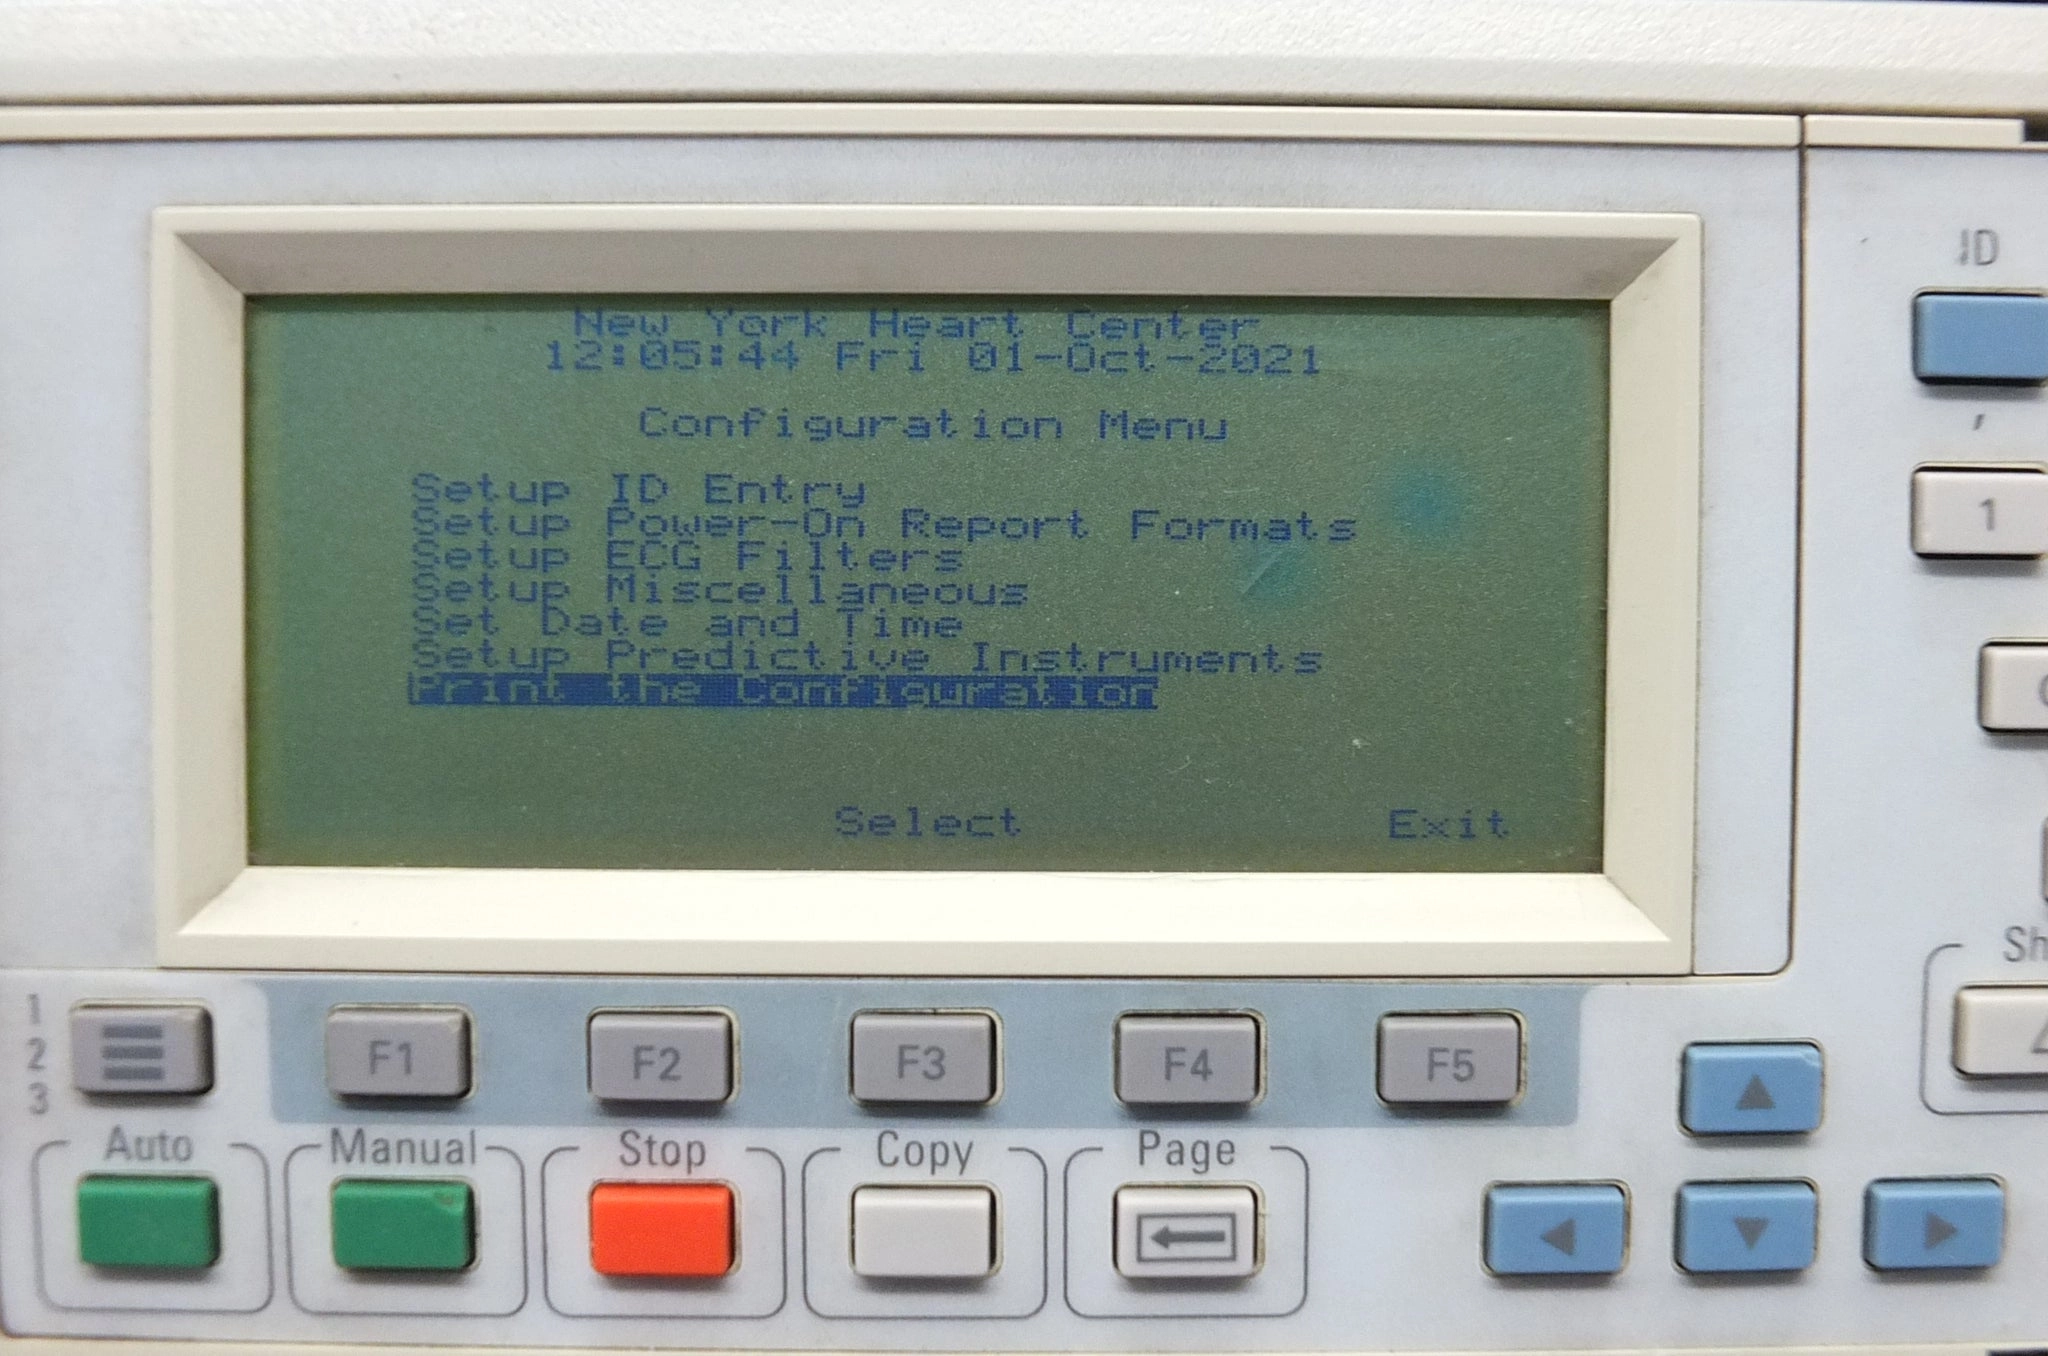 New York Heart Center
12:05:44 Fri 01-Oct-2021
Configuration Menu
Setup ID Entry
Setup Power-On Report Formats
Setup ECG Filters
Setup Miscellaneous
Set Date and Time
Setup Predictive Instruments
Print the Configuration
Select Exit
ID
'
1
1
2
3
F1 F2 F3 F4 F5
Auto Manual Stop Copy Page